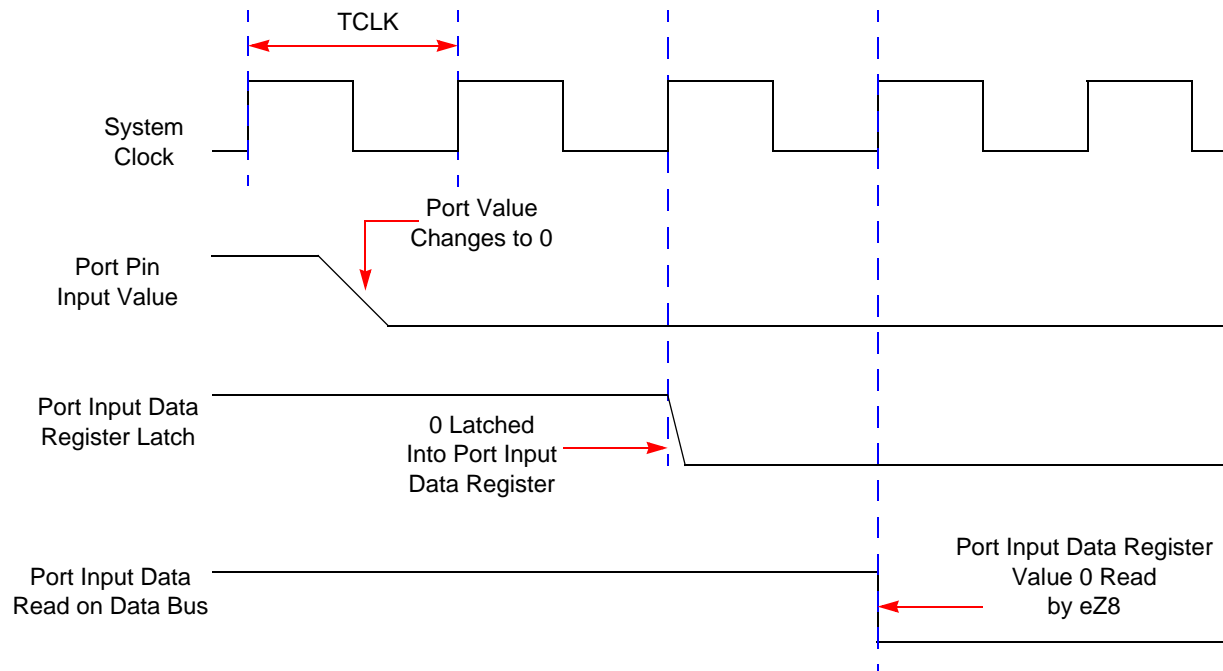 TCLK
System
Clock
Port Value
Changes to 0
Port Pin
Input Value
Port Input Data
Register Latch
0 Latched
Into Port Input
Data Register
Port Input Data Register
Value 0 Read
by eZ8
Port Input Data
Read on Data Bus